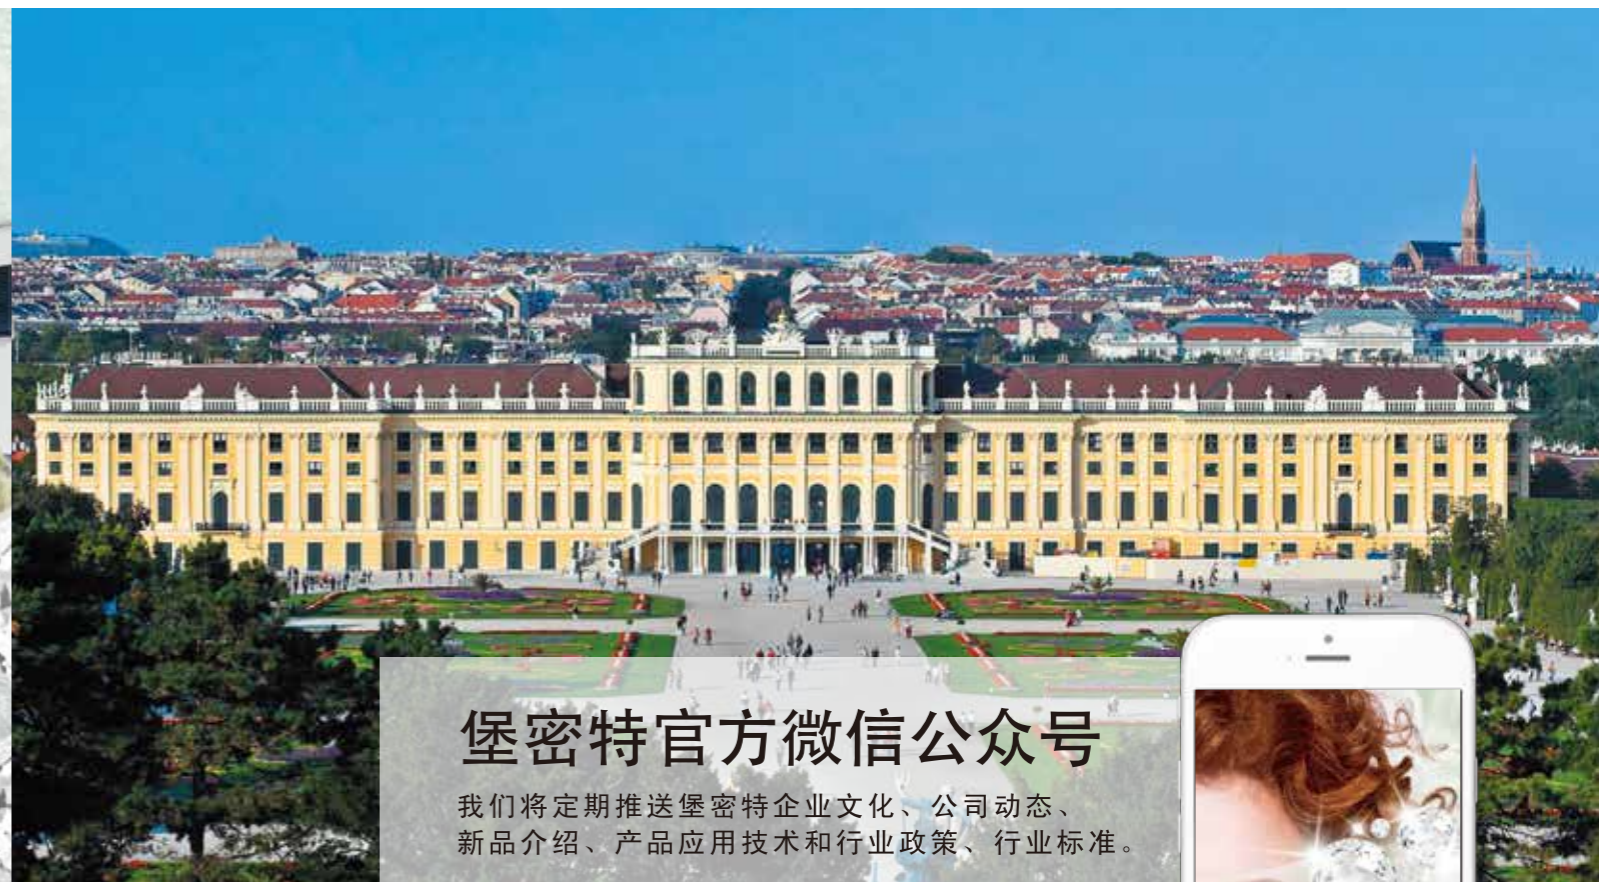 堡密特官方微信公众号
我们将定期推送堡密特企业文化、公司动态、
新品介绍、产品应用技术和行业政策、行业标准。